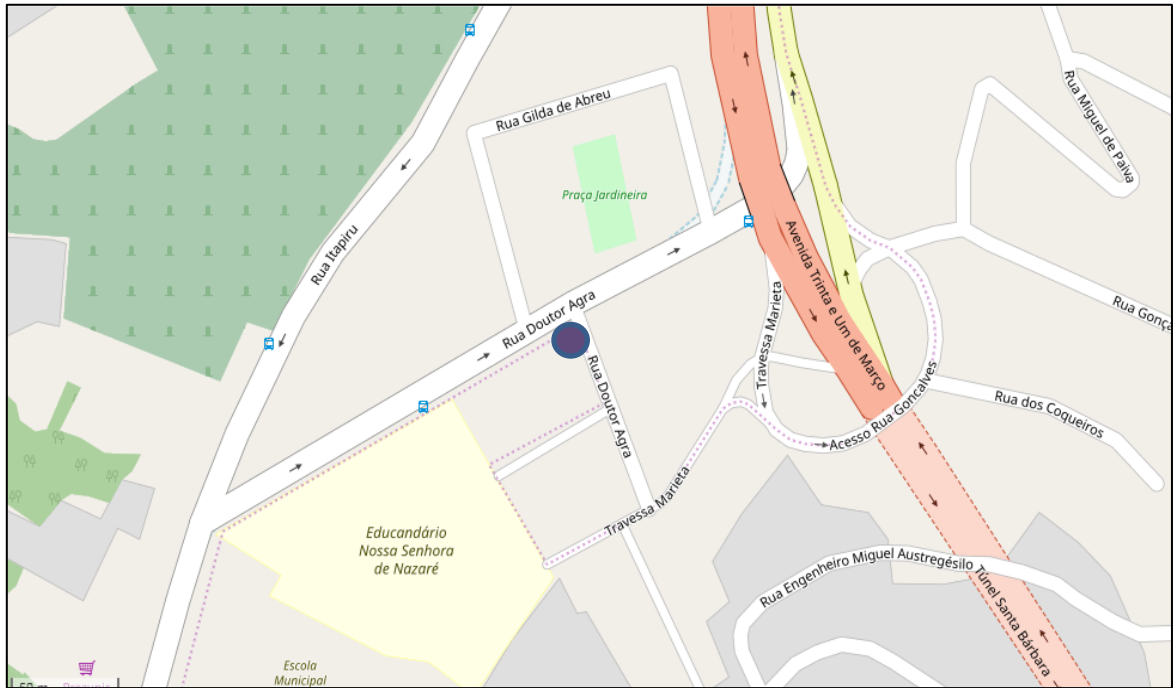 Rua Gilda de Abreu
Rua Miguel de Paiva
Praça Jardineira
Rua Itapiru
Avenida Trinta e Um de Março
Rua Doutor Agra
Travessa Marieta
Rua Doutor Agra
Acesso Rua Gonçalves
Rua dos Coqueiros
Travessa Marieta
Educandário
Nossa Senhora
de Nazaré
Rua Engenheiro Miguel Austregésilo
Túnel Santa Bárbara
Escola
Municipal